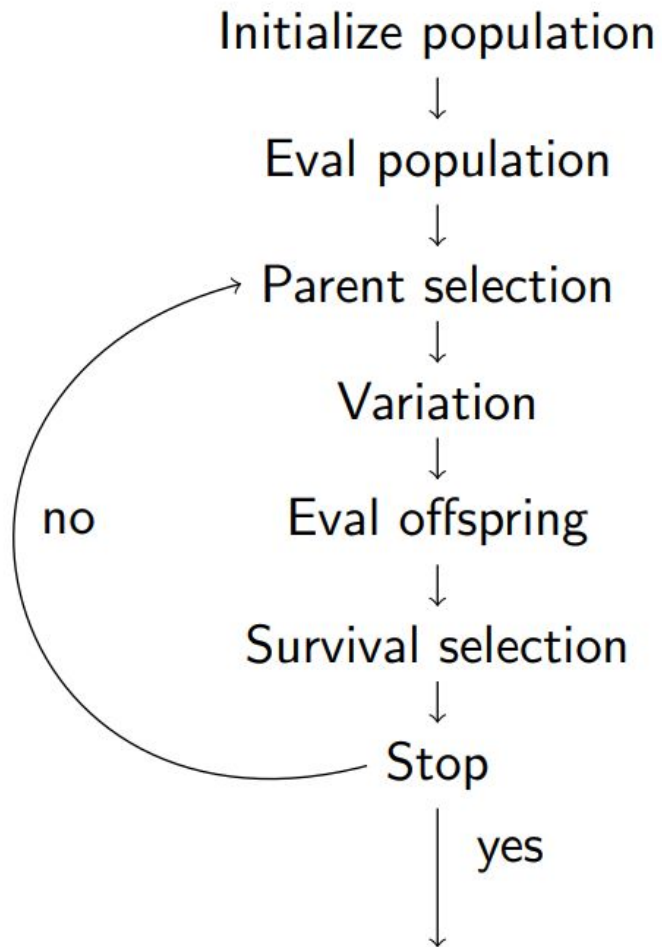 Initialize population
Eval population
Parent selection
Variation
no
Eval offspring
Survival selection
Stop
yes